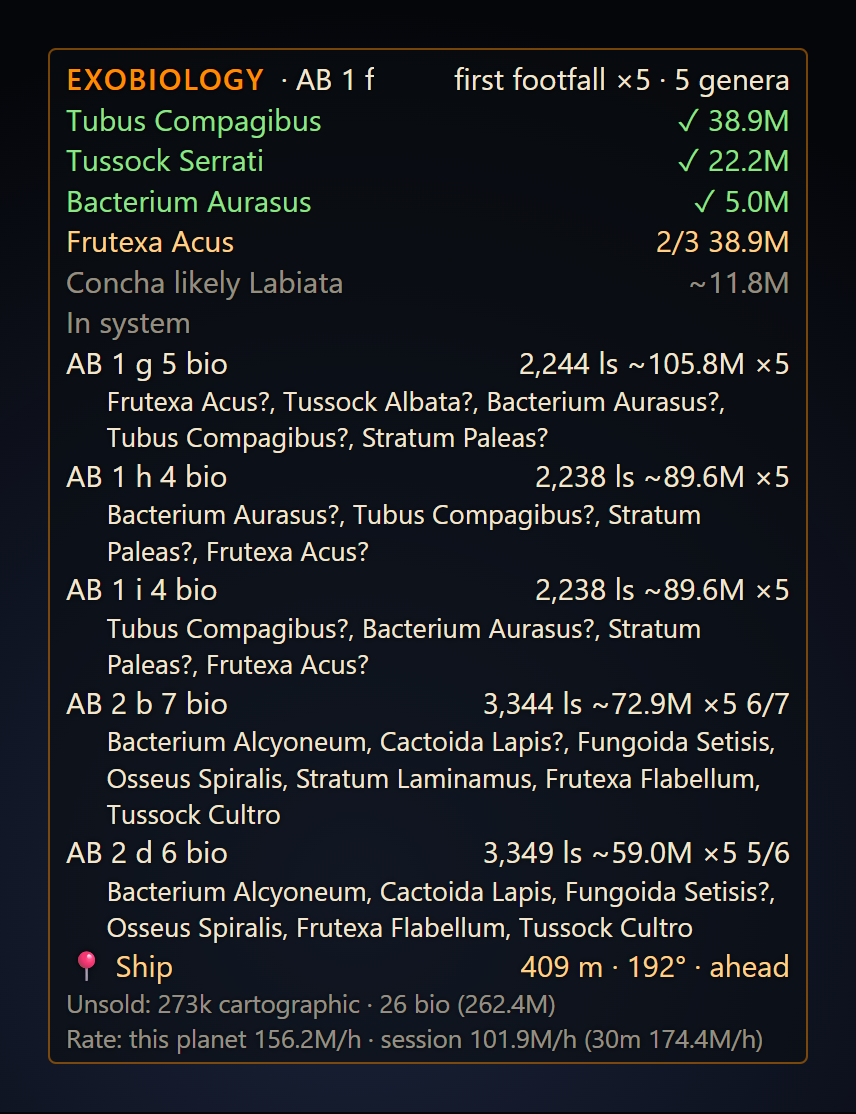 EXOBIOLOGY · AB 1 f first footfall ×5 · 5 genera
Tubus Compagibus ✓ 38.9M
Tussock Serrati ✓ 22.2M
Bacterium Aurasus ✓ 5.0M
Frutexa Acus 2/3 38.9M
Concha likely Labiata ~11.8M
In system
AB 1 g 5 bio 2,244 ls ~105.8M ×5
Frutexa Acus?, Tussock Albata?, Bacterium Aurasus?,
Tubus Compagibus?, Stratum Paleas?
AB 1 h 4 bio 2,238 ls ~89.6M ×5
Bacterium Aurasus?, Tubus Compagibus?, Stratum
Paleas?, Frutexa Acus?
AB 1 i 4 bio 2,238 ls ~89.6M ×5
Tubus Compagibus?, Bacterium Aurasus?, Stratum
Paleas?, Frutexa Acus?
AB 2 b 7 bio 3,344 ls ~72.9M ×5 6/7
Bacterium Alcyoneum, Cactoida Lapis?, Fungoida Setisis,
Osseus Spiralis, Stratum Laminamus, Frutexa Flabellum,
Tussock Cultro
AB 2 d 6 bio 3,349 ls ~59.0M ×5 5/6
Bacterium Alcyoneum, Cactoida Lapis, Fungoida Setisis?,
Osseus Spiralis, Frutexa Flabellum, Tussock Cultro
📍 Ship 409 m · 192° · ahead
Unsold: 273k cartographic · 26 bio (262.4M)
Rate: this planet 156.2M/h · session 101.9M/h (30m 174.4M/h)